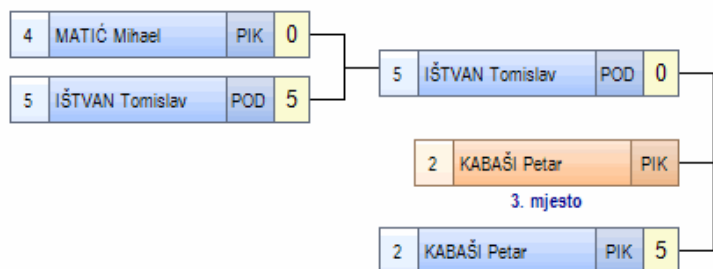 4 MATIĆ Mihael PIK 0
5 IŠTVAN Tomislav POD 5
5 IŠTVAN Tomislav POD 0
2 KABAŠI Petar PIK
3. mjesto
2 KABAŠI Petar PIK 5